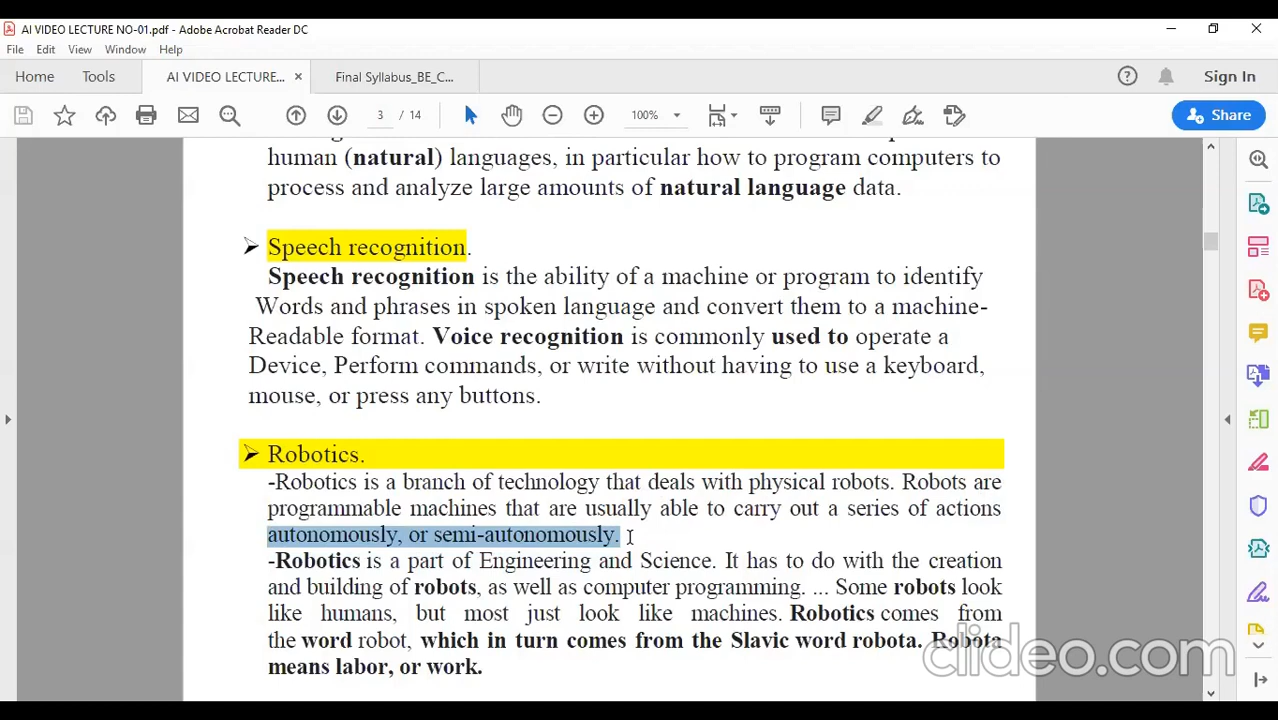 AI VIDEO LECTURE NO-01.pdf - Adobe Acrobat Reader DC
File Edit View Window Help
Home Tools AI VIDEO LECTURE... × Final Syllabus_BE_C... Sign In
3 / 14 100% Share
human (natural) languages, in particular how to program computers to
process and analyze large amounts of natural language data.
➢ Speech recognition.
Speech recognition is the ability of a machine or program to identify
Words and phrases in spoken language and convert them to a machine-
Readable format. Voice recognition is commonly used to operate a
Device, Perform commands, or write without having to use a keyboard,
mouse, or press any buttons.
➢ Robotics.
-Robotics is a branch of technology that deals with physical robots. Robots are
programmable machines that are usually able to carry out a series of actions
autonomously, or semi-autonomously.
-Robotics is a part of Engineering and Science. It has to do with the creation
and building of robots, as well as computer programming. ... Some robots look
like humans, but most just look like machines. Robotics comes from
the word robot, which in turn comes from the Slavic word robota. Robota
means labor, or work.
clideo.com